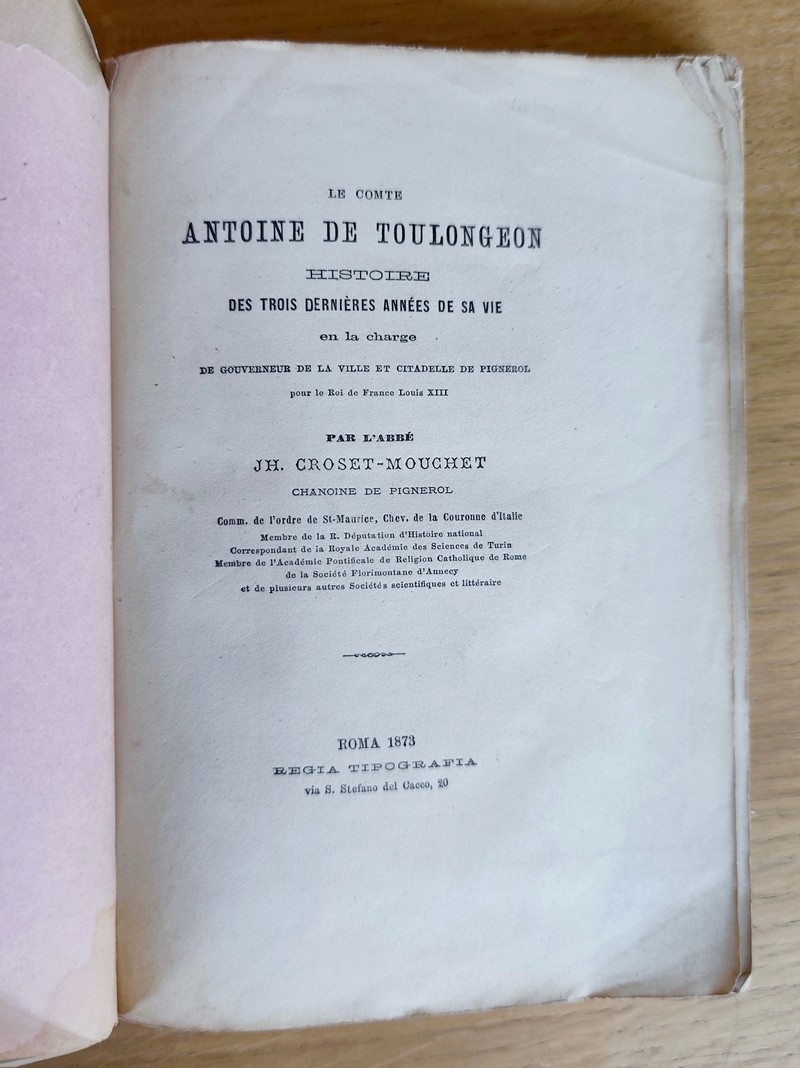 LE COMTE
ANTOINE DE TOULONGEON
HISTOIRE
DES TROIS DERNIÈRES ANNÉES DE SA VIE
en la charge
DE GOUVERNEUR DE LA VILLE ET CITADELLE DE PIGNEROL
pour le Roi de France Louis XIII
PAR L'ABBÉ
JH. CROSET-MOUCHET
CHANOINE DE PIGNEROL
Comm. de l'ordre de St-Maurice, Chev. de la Couronne d'Italie
Membre de la R. Députation d'Histoire national
Correspondant de la Royale Académie des Sciences de Turin
Membre de l'Académie Pontificale de Religion Catholique de Rome
de la Société Florimontane d'Annecy
et de plusieurs autres Sociétés scientifiques et littéraire
ROMA 1873
REGIA TIPOGRAFIA
via S. Stefano del Cacco, 20